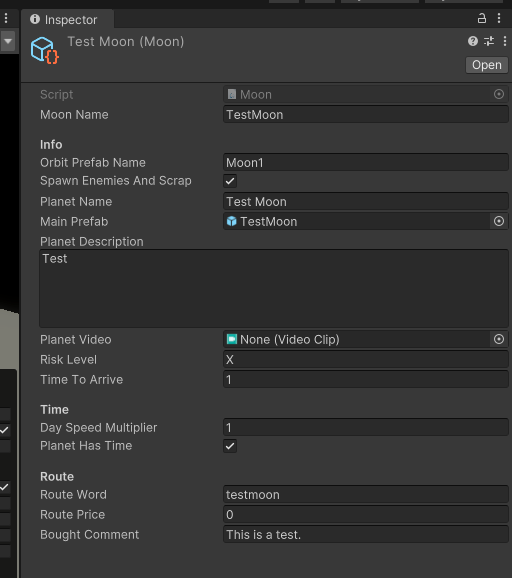 Inspector
Test Moon (Moon)
Open
Script Moon
Moon Name TestMoon
Info
Orbit Prefab Name Moon1
Spawn Enemies And Scrap
Planet Name Test Moon
Main Prefab TestMoon
Planet Description
Test
Planet Video None (Video Clip)
Risk Level X
Time To Arrive 1
Time
Day Speed Multiplier 1
Planet Has Time
Route
Route Word testmoon
Route Price 0
Bought Comment This is a test.